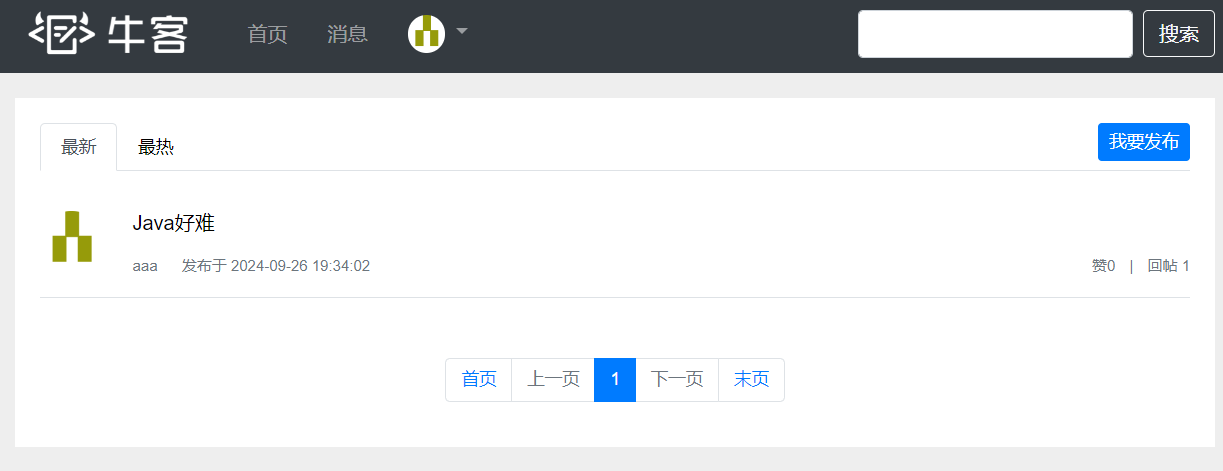 牛客 首页 消息 搜索
最新 最热 我要发布
Java好难
aaa 发布于 2024-09-26 19:34:02 赞0 | 回帖 1
首页 上一页 1 下一页 末页